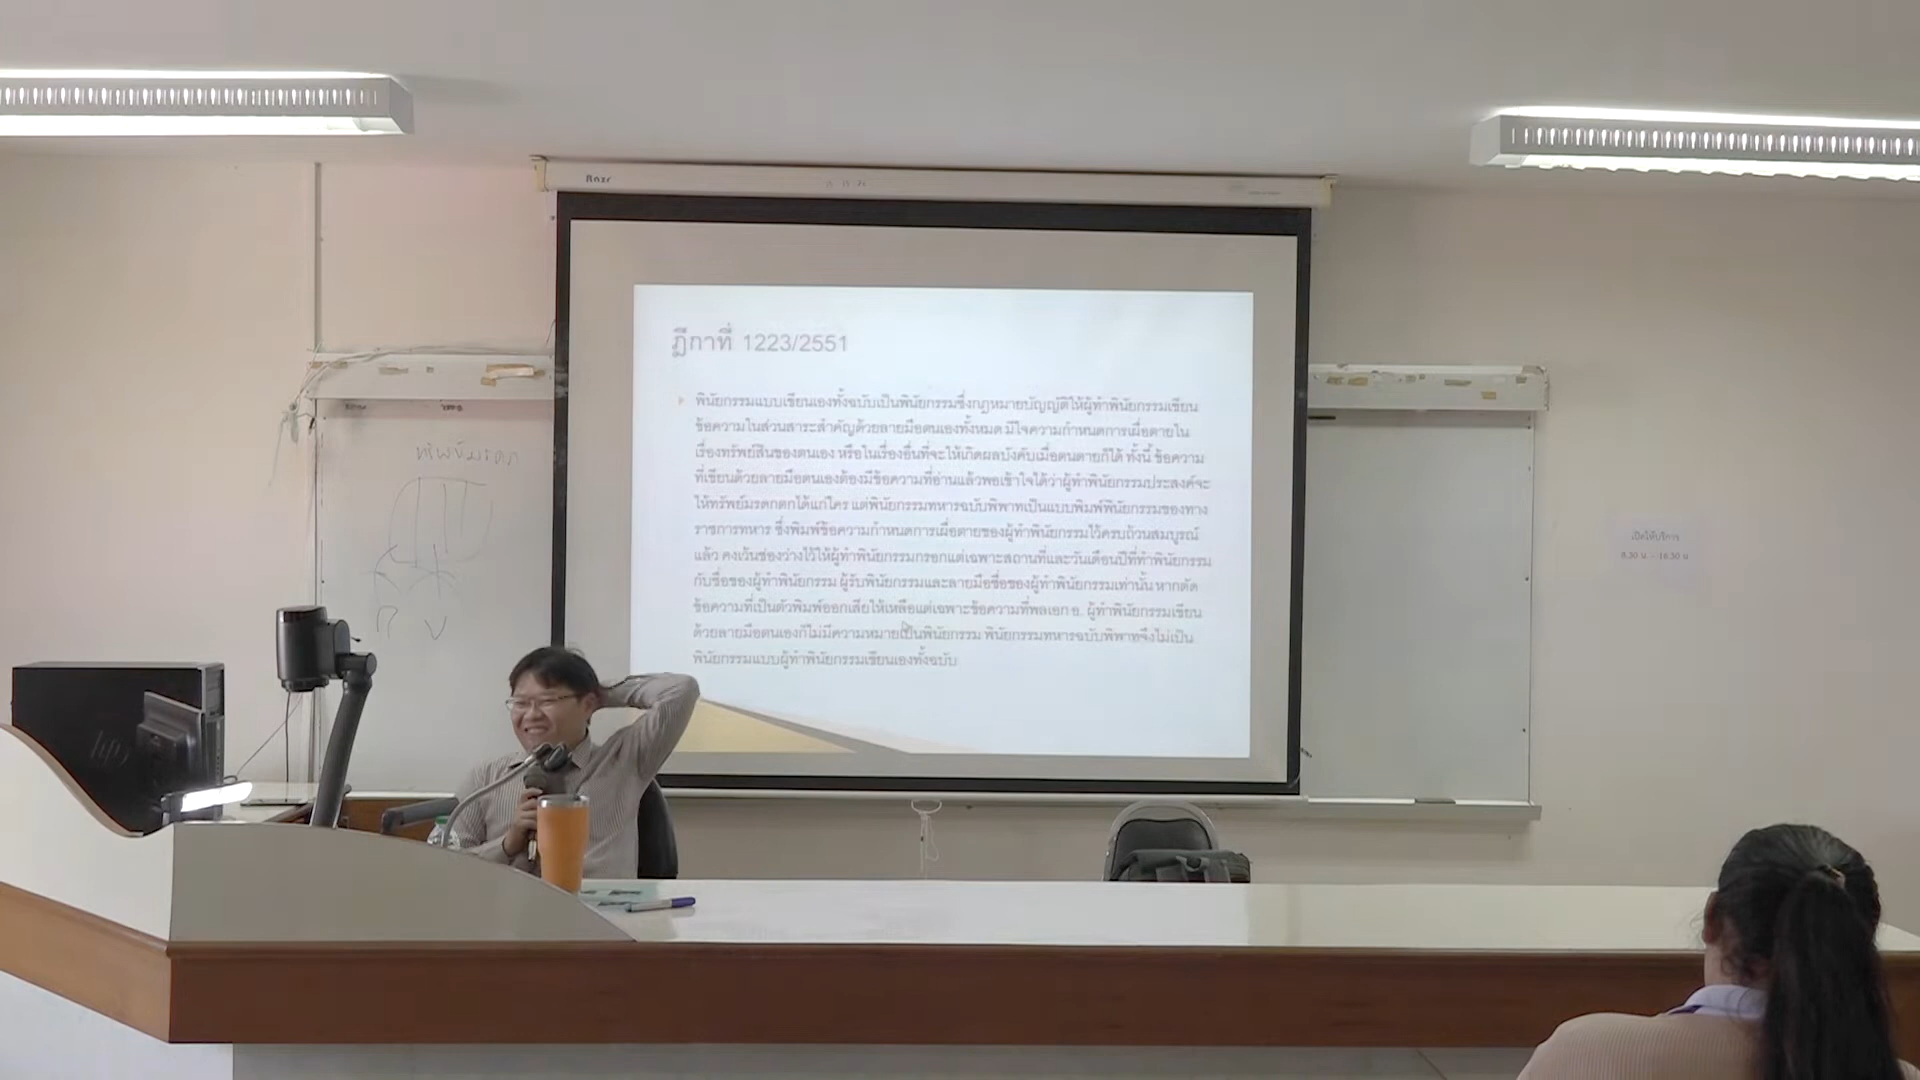 ฎีกาที่ 1223/2551
พินัยกรรมแบบเขียนเองทั้งฉบับเป็นพินัยกรรมซึ่งกฎหมายบัญญัติให้ผู้ทำพินัยกรรมเขียน
ข้อความในส่วนสาระสำคัญด้วยลายมือตนเองทั้งหมด มีใจความกำหนดการเผื่อตายใน
เรื่องทรัพย์สินของตนเอง หรือในเรื่องอื่นที่จะให้เกิดผลบังคับเมื่อตนตายก็ได้ ทั้งนี้ ข้อความ
ที่เขียนด้วยลายมือตนเองต้องมีข้อความที่อ่านแล้วพอเข้าใจได้ว่าผู้ทำพินัยกรรมประสงค์จะ
ให้ทรัพย์มรดกตกได้แก่ใคร แต่พินัยกรรมทหารฉบับพิพาทเป็นแบบพิมพ์พินัยกรรมของทาง
ราชการทหาร ซึ่งพิมพ์ข้อความกำหนดการเผื่อตายของผู้ทำพินัยกรรมไว้ครบถ้วนสมบูรณ์
แล้ว คงเว้นช่องว่างไว้ให้ผู้ทำพินัยกรรมกรอกแต่เฉพาะสถานที่และวันเดือนปีที่ทำพินัยกรรม
กับชื่อของผู้ทำพินัยกรรม ผู้รับพินัยกรรมและลายมือชื่อของผู้ทำพินัยกรรมเท่านั้น หากตัด
ข้อความที่เป็นตัวพิมพ์ออกเสียให้เหลือแต่เฉพาะข้อความที่พลเอก อ. ผู้ทำพินัยกรรมเขียน
ด้วยลายมือตนเองก็ไม่มีความหมายเป็นพินัยกรรม พินัยกรรมทหารฉบับพิพาทจึงไม่เป็น
พินัยกรรมแบบผู้ทำพินัยกรรมเขียนเองทั้งฉบับ
เปิดให้บริการ
8.30 น. - 16.30 น.
hp